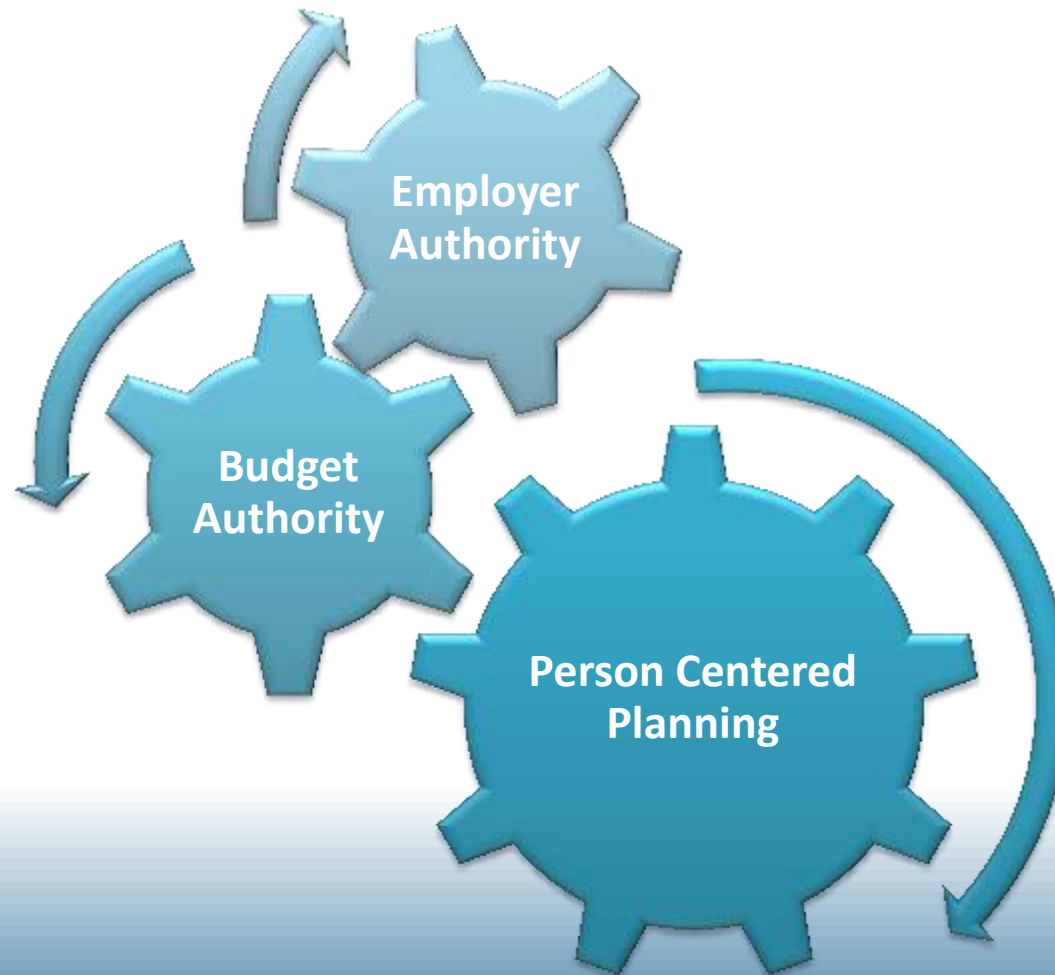 Employer
Authority
Budget
Authority
Person Centered
Planning